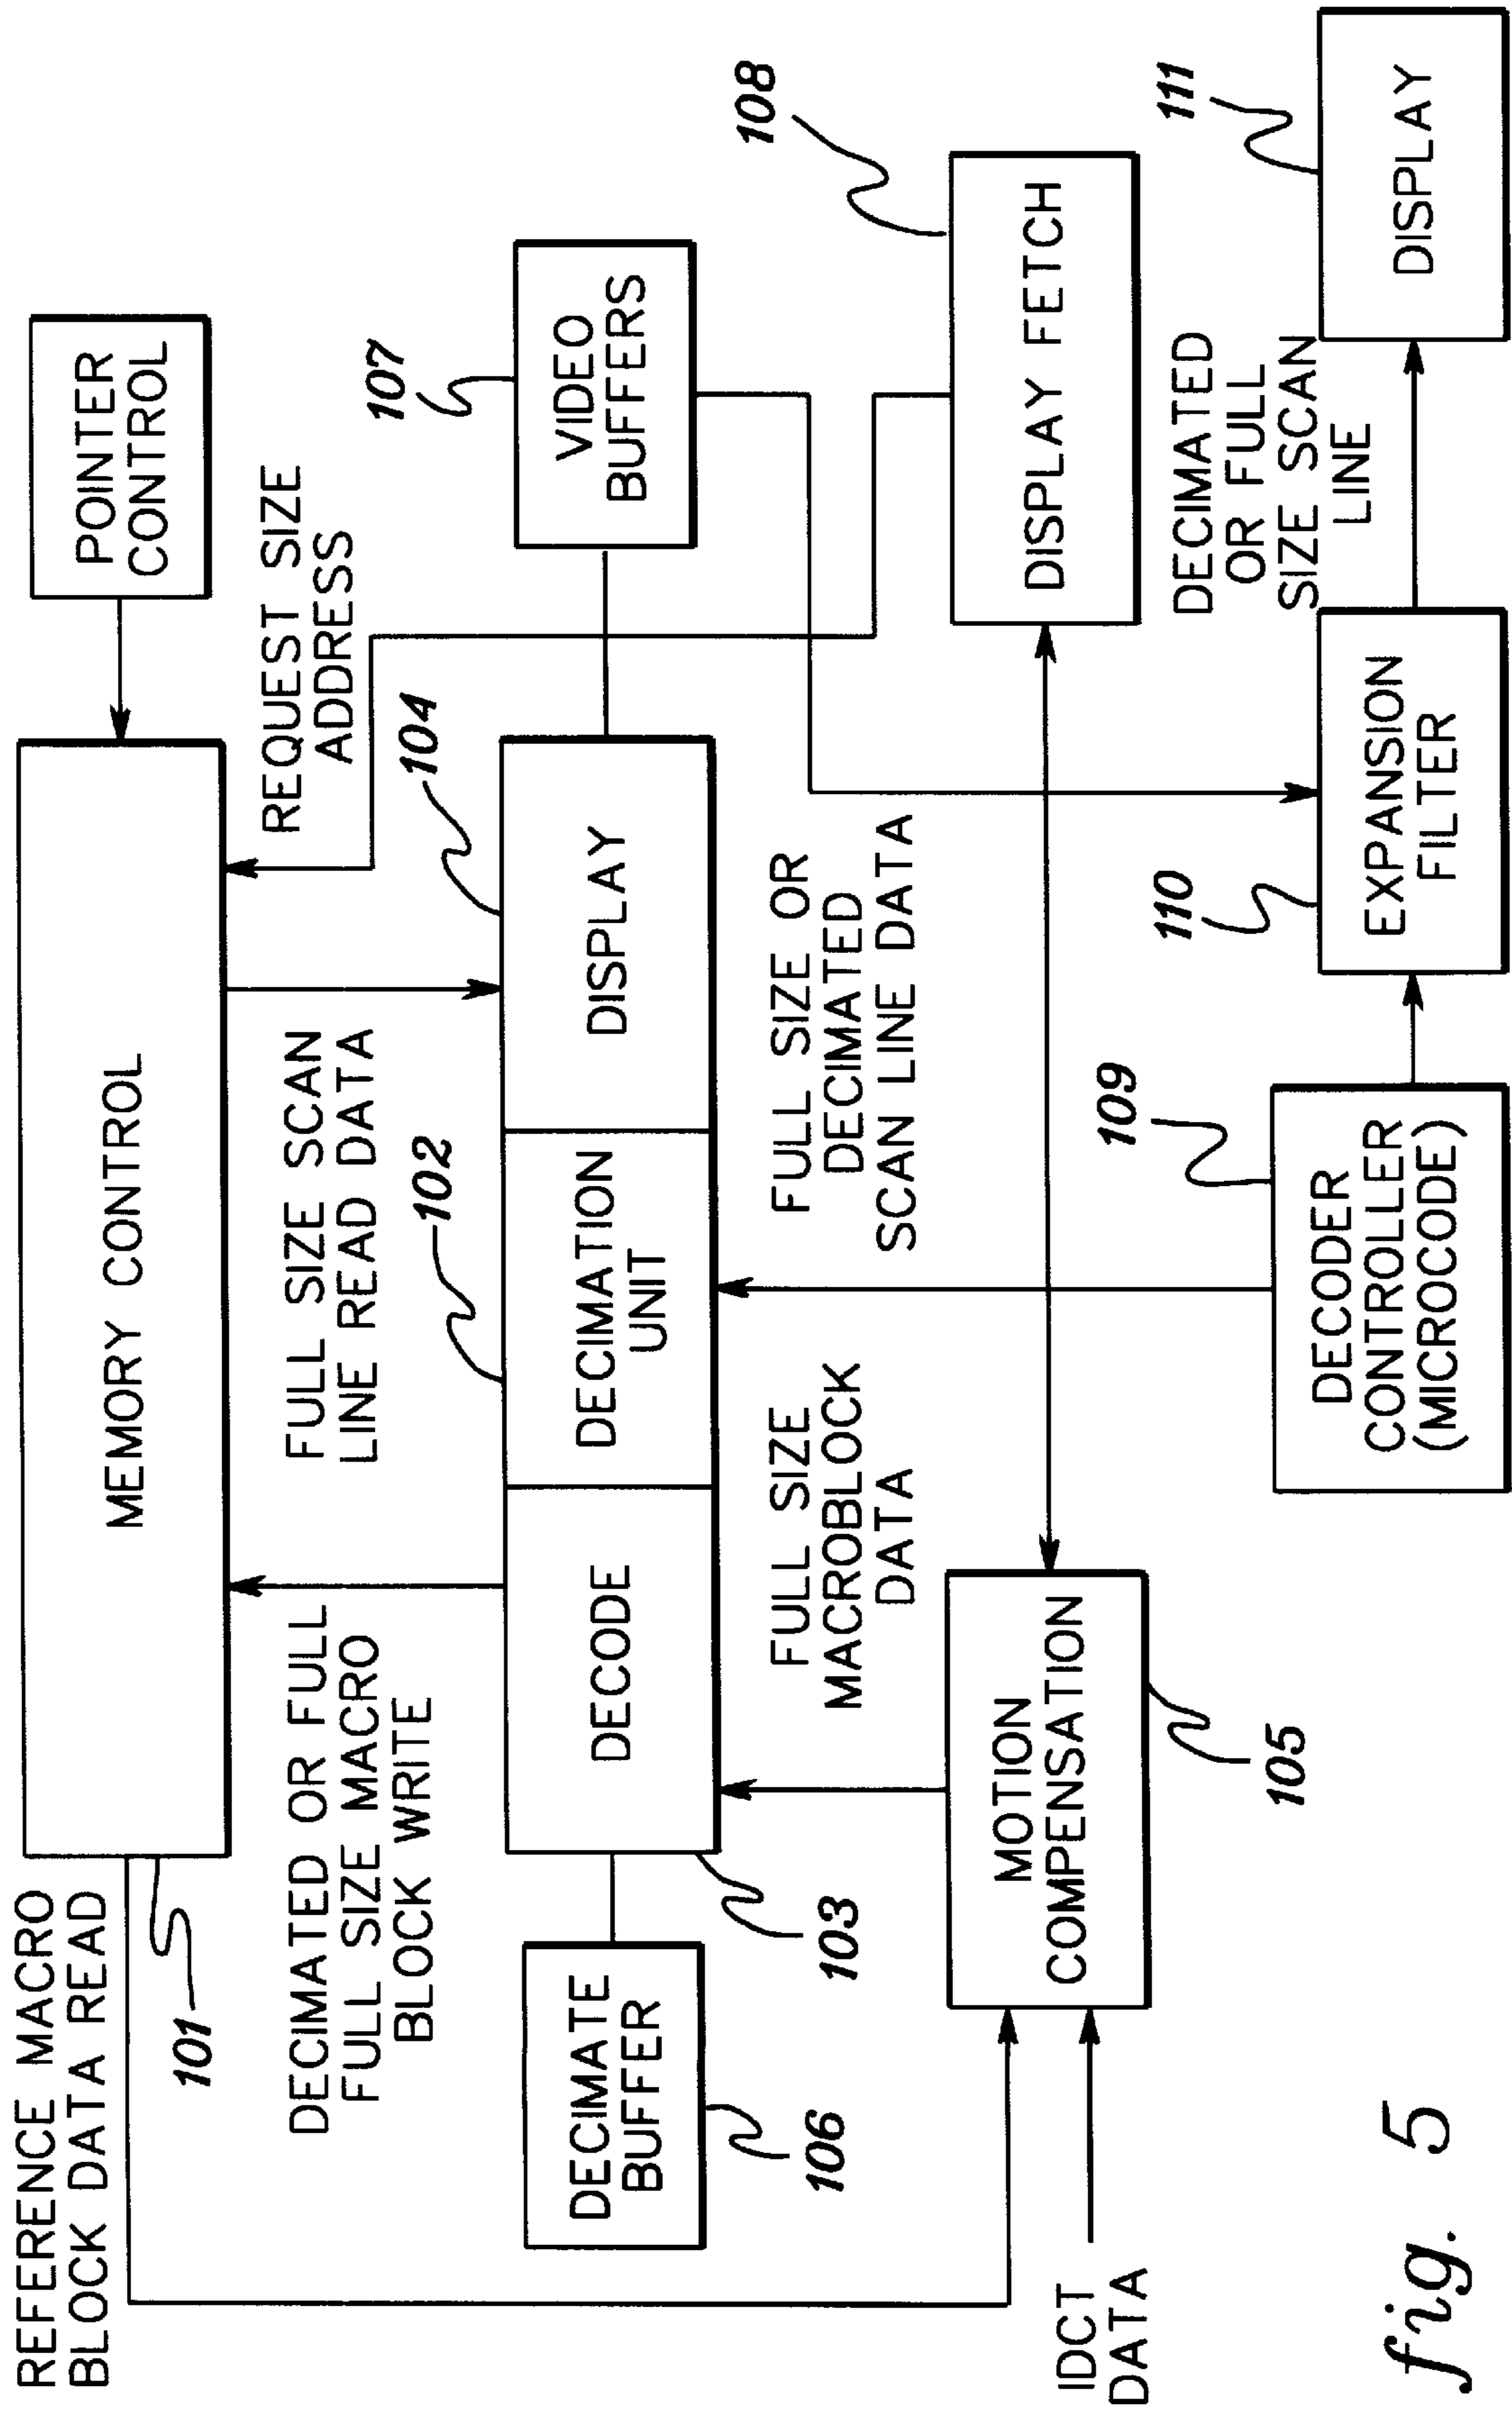 REFERENCE MACRO
BLOCK DATA READ
101
MEMORY CONTROL
POINTER
CONTROL
DECIMATED OR FULL
FULL SIZE MACRO
BLOCK WRITE
FULL SIZE SCAN
LINE READ DATA
REQUEST SIZE
ADDRESS
102
104
107
DECIMATE
BUFFER
106
DECODE
103
DECIMATION
UNIT
DISPLAY
VIDEO
BUFFERS
108
FULL SIZE
MACROBLOCK
DATA
FULL SIZE OR
DECIMATED
SCAN LINE DATA
IDCT
DATA
MOTION
COMPENSATION
105
DISPLAY FETCH
109
110
DECIMATED
OR FULL
SIZE SCAN
LINE
111
DECODER
CONTROLLER
(MICROCODE)
EXPANSION
FILTER
DISPLAY
fig. 5